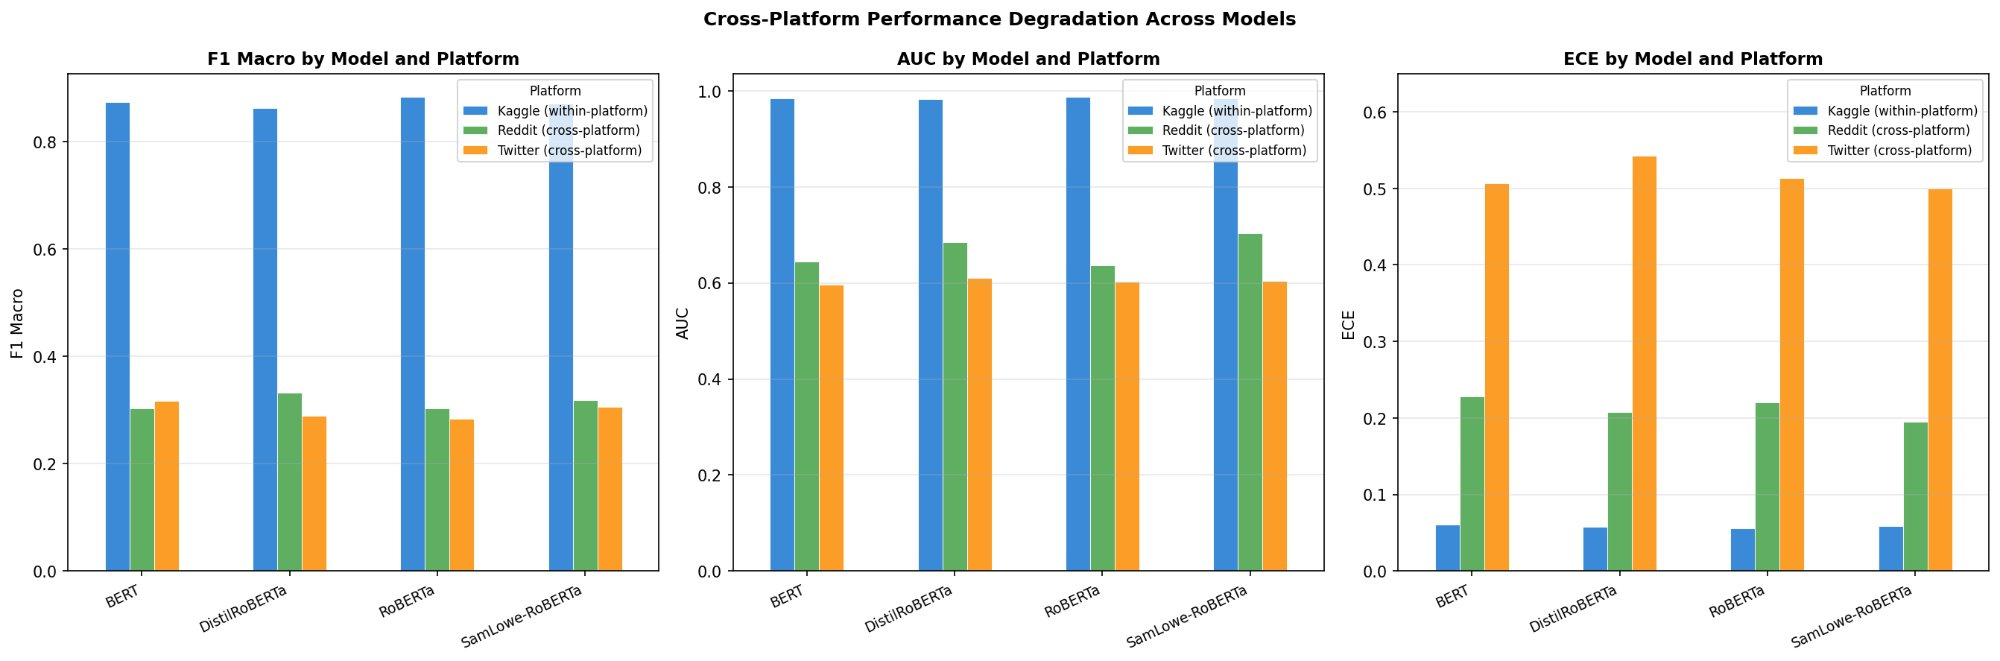 Cross-Platform Performance Degradation Across Models
F1 Macro by Model and Platform
F1 Macro
0.8
0.6
0.4
0.2
0.0
Platform
Kaggle (within-platform)
Reddit (cross-platform)
Twitter (cross-platform)
BERT
DistilRoBERTa
RoBERTa
SamLowe-RoBERTa
AUC by Model and Platform
AUC
1.0
0.8
0.6
0.4
0.2
0.0
Platform
Kaggle (within-platform)
Reddit (cross-platform)
Twitter (cross-platform)
BERT
DistilRoBERTa
RoBERTa
SamLowe-RoBERTa
ECE by Model and Platform
ECE
0.6
0.5
0.4
0.3
0.2
0.1
0.0
Platform
Kaggle (within-platform)
Reddit (cross-platform)
Twitter (cross-platform)
BERT
DistilRoBERTa
RoBERTa
SamLowe-RoBERTa